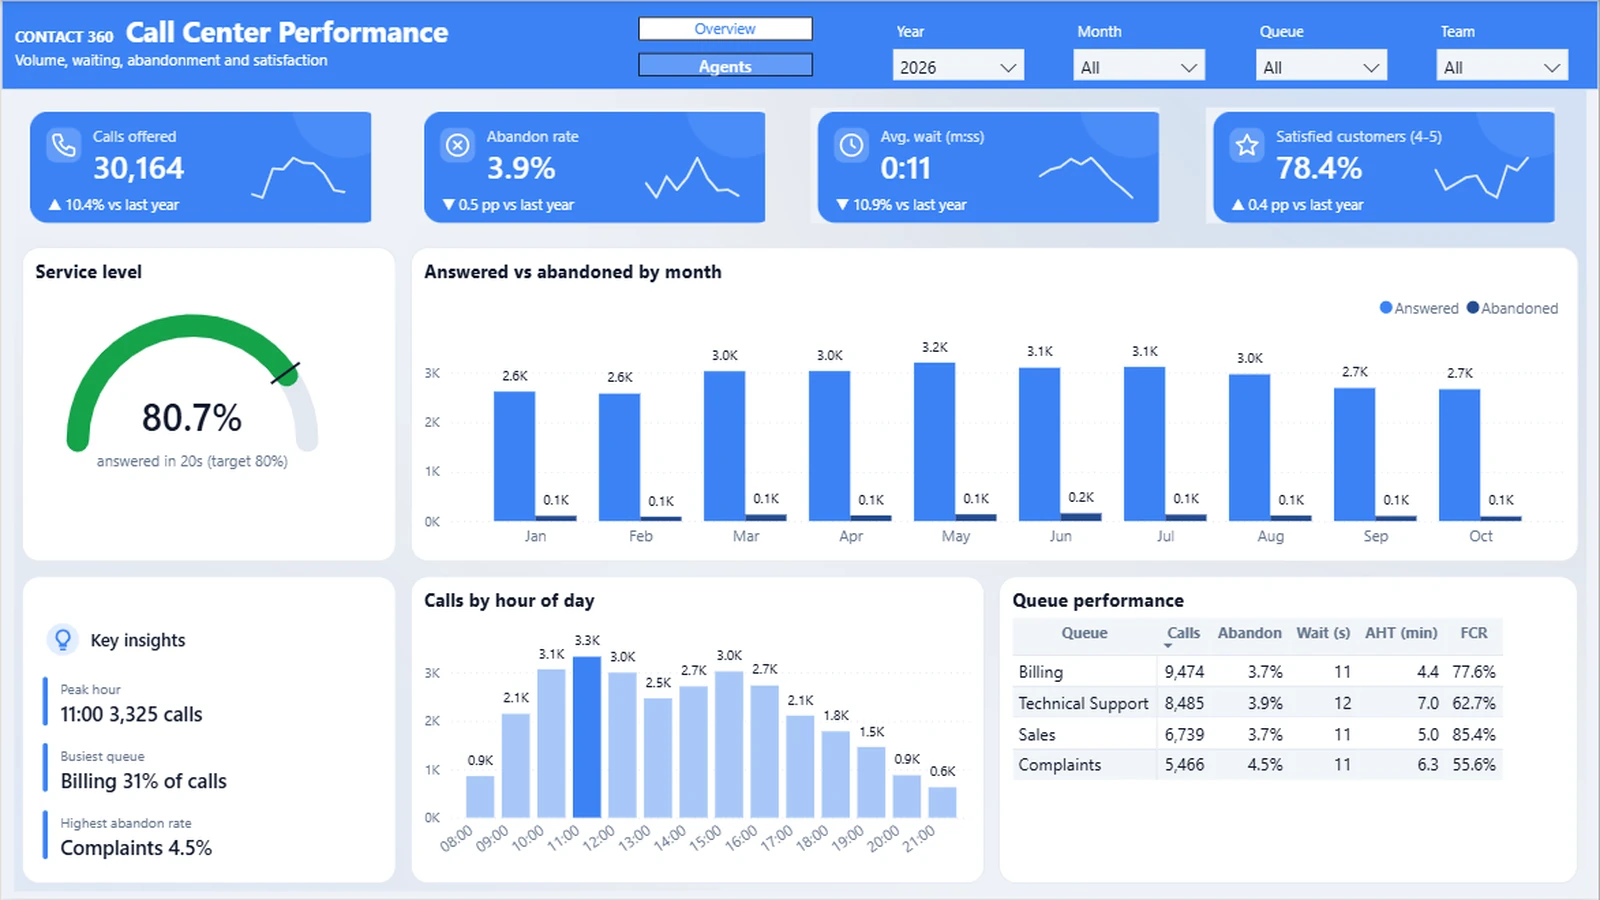 CONTACT 360 Call Center Performance
Volume, waiting, abandonment and satisfaction
Overview
Agents
Year
2026
Month
All
Queue
All
Team
All
Calls offered
30,164
▲ 10.4% vs last year
Abandon rate
3.9%
▼ 0.5 pp vs last year
Avg. wait (m:ss)
0:11
▼ 10.9% vs last year
Satisfied customers (4-5)
78.4%
▲ 0.4 pp vs last year
Service level
80.7%
answered in 20s (target 80%)
Answered vs abandoned by month
Answered Abandoned
3K
2K
1K
0K
2.6K 2.6K 3.0K 3.0K 3.2K 3.1K 3.1K 3.0K 2.7K 2.7K
0.1K 0.1K 0.1K 0.1K 0.1K 0.2K 0.1K 0.1K 0.1K 0.1K
Jan Feb Mar Apr May Jun Jul Aug Sep Oct
Key insights
Peak hour
11:00 3,325 calls
Busiest queue
Billing 31% of calls
Highest abandon rate
Complaints 4.5%
Calls by hour of day
3K
2K
1K
0K
0.9K 2.1K 3.1K 3.3K 3.0K 2.5K 2.7K 3.0K 2.7K 2.1K 1.8K 1.5K 0.9K 0.6K
08:00 09:00 10:00 11:00 12:00 13:00 14:00 15:00 16:00 17:00 18:00 19:00 20:00 21:00
Queue performance
Queue Calls Abandon Wait (s) AHT (min) FCR
Billing 9,474 3.7% 11 4.4 77.6%
Technical Support 8,485 3.9% 12 7.0 62.7%
Sales 6,739 3.7% 11 5.0 85.4%
Complaints 5,466 4.5% 11 6.3 55.6%